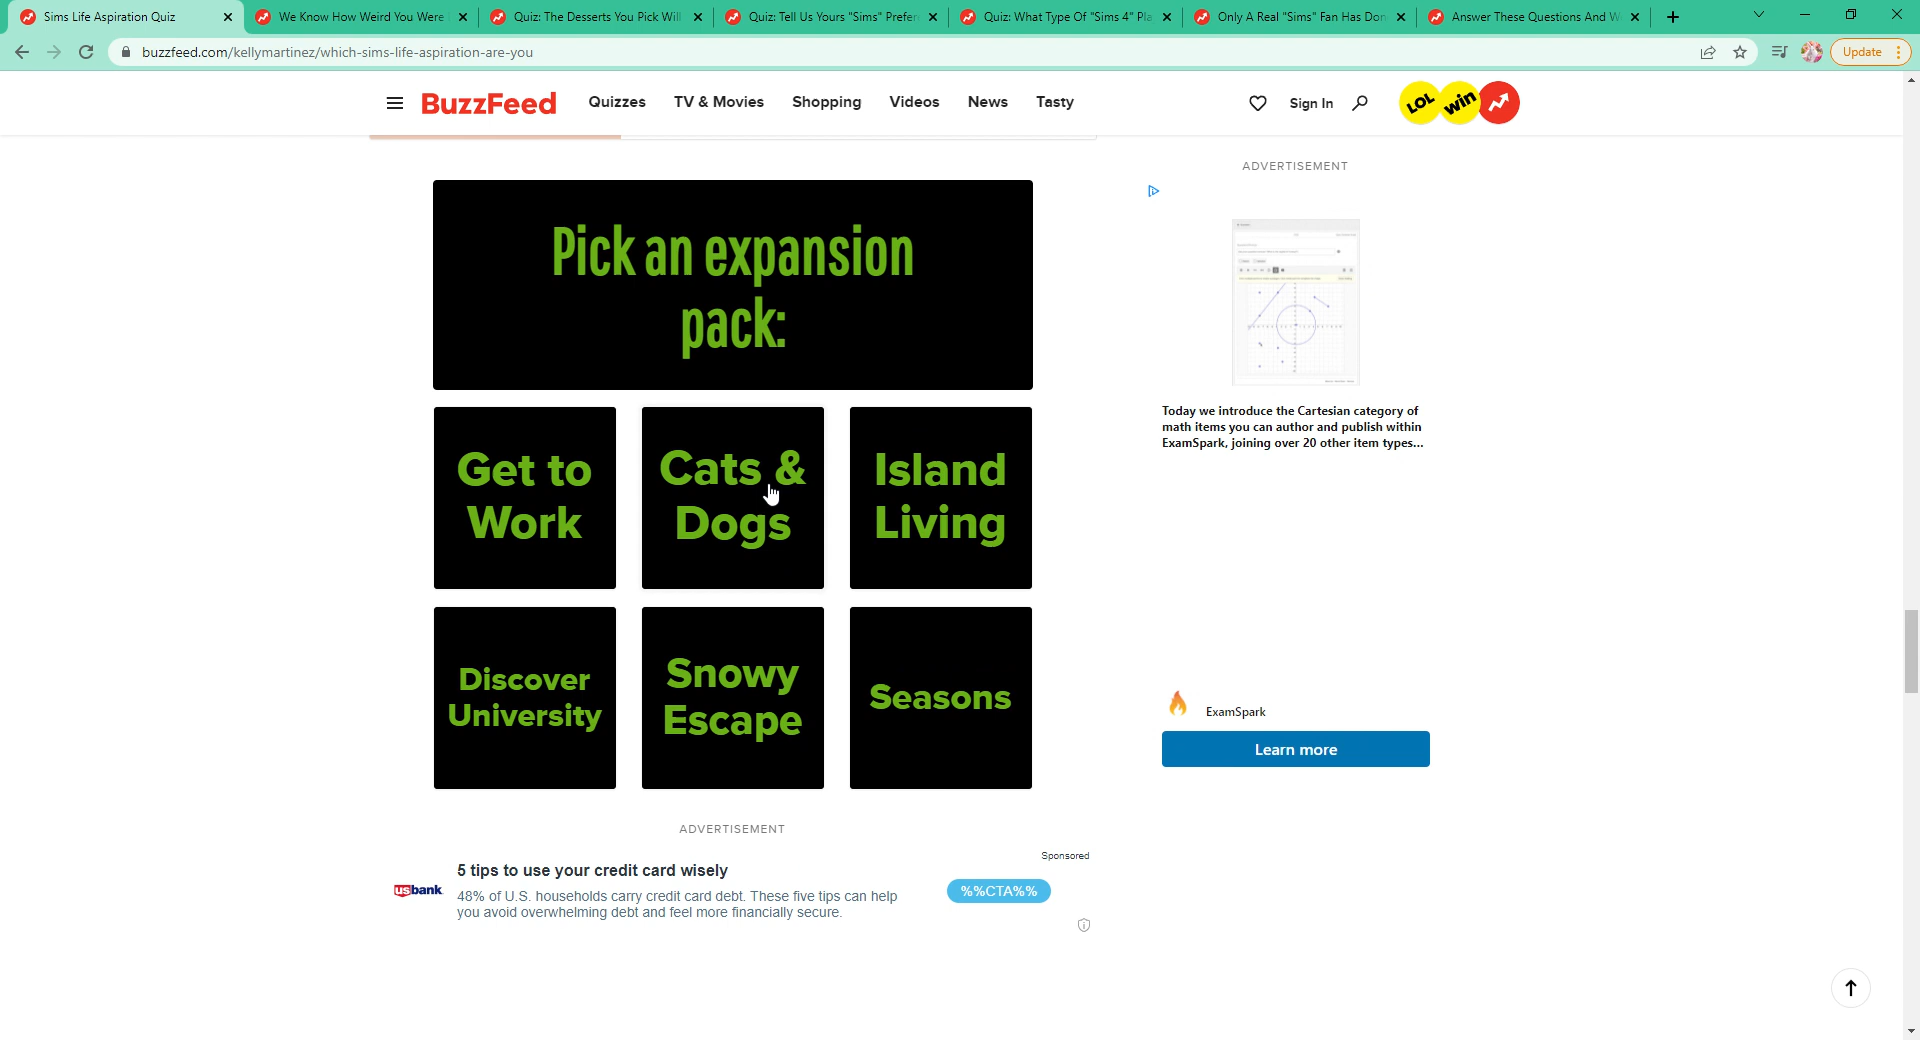 Sims Life Aspiration Quiz
We Know How Weird You Were
Quiz: The Desserts You Pick Will
Quiz: Tell Us Yours "Sims" Prefer
Quiz: What Type Of "Sims 4" Pla
Only A Real "Sims" Fan Has Don
Answer These Questions And W
buzzfeed.com/kellymartinez/which-sims-life-aspiration-are-you
Update
BuzzFeed
Quizzes
TV & Movies
Shopping
Videos
News
Tasty
Sign In
LOL
win
ADVERTISEMENT
Pick an expansion
pack:
Get to
Work
Cats &
Dogs
Island
Living
Discover
University
Snowy
Escape
Seasons
Today we introduce the Cartesian category of
math items you can author and publish within
ExamSpark, joining over 20 other item types...
ExamSpark
Learn more
ADVERTISEMENT
Sponsored
usbank
5 tips to use your credit card wisely
48% of U.S. households carry credit card debt. These five tips can help
you avoid overwhelming debt and feel more financially secure.
%%CTA%%